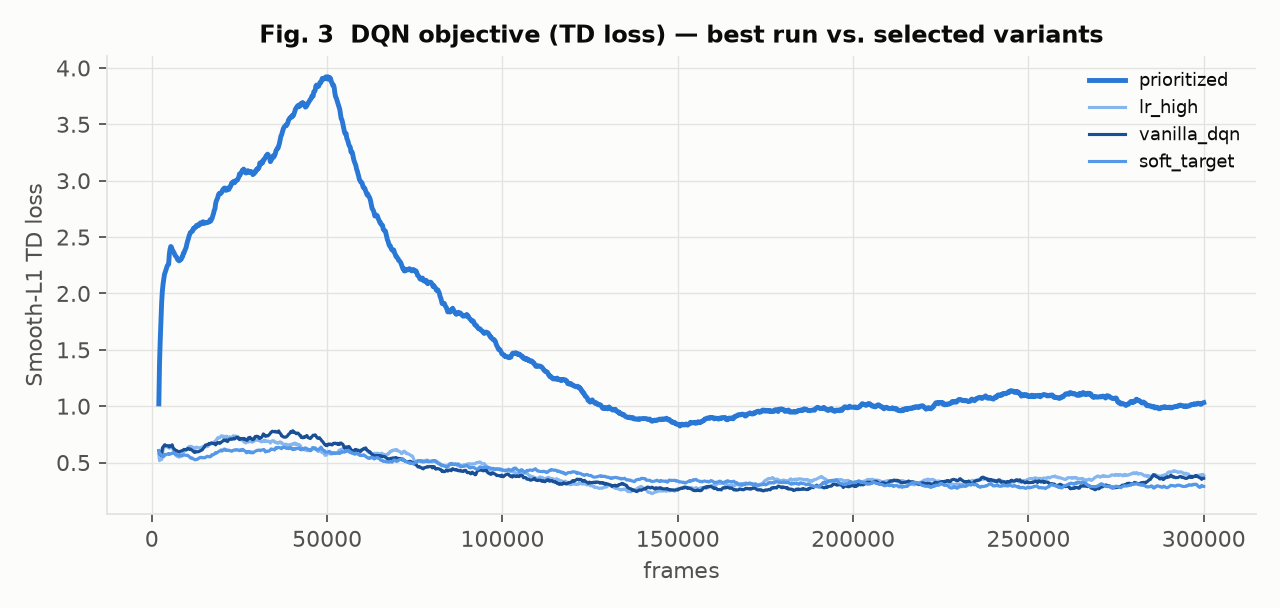 Fig. 3  DQN objective (TD loss) — best run vs. selected variants
prioritized
lr_high
vanilla_dqn
soft_target
Smooth-L1 TD loss
4.0
3.5
3.0
2.5
2.0
1.5
1.0
0.5
0
50000
100000
150000
200000
250000
300000
frames